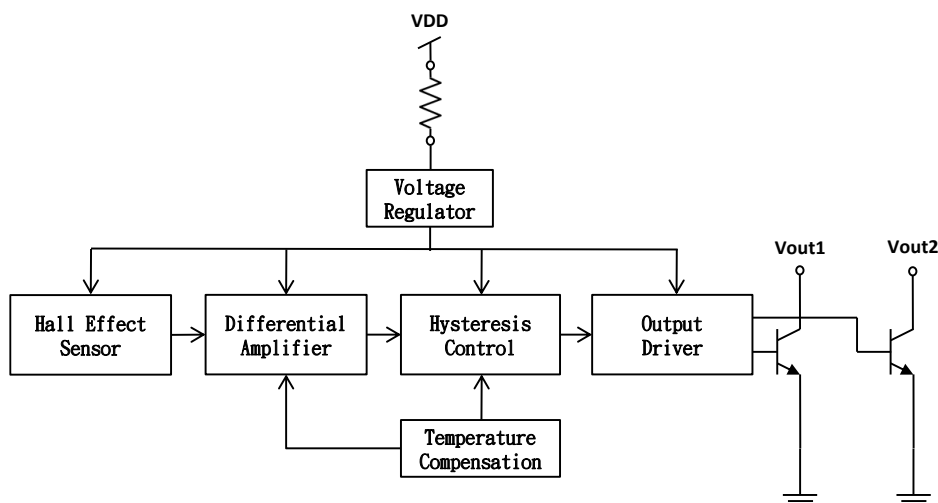 VDD
Voltage
Regulator
Vout1
Vout2
Hall Effect
Sensor
Differential
Amplifier
Hysteresis
Control
Output
Driver
Temperature
Compensation